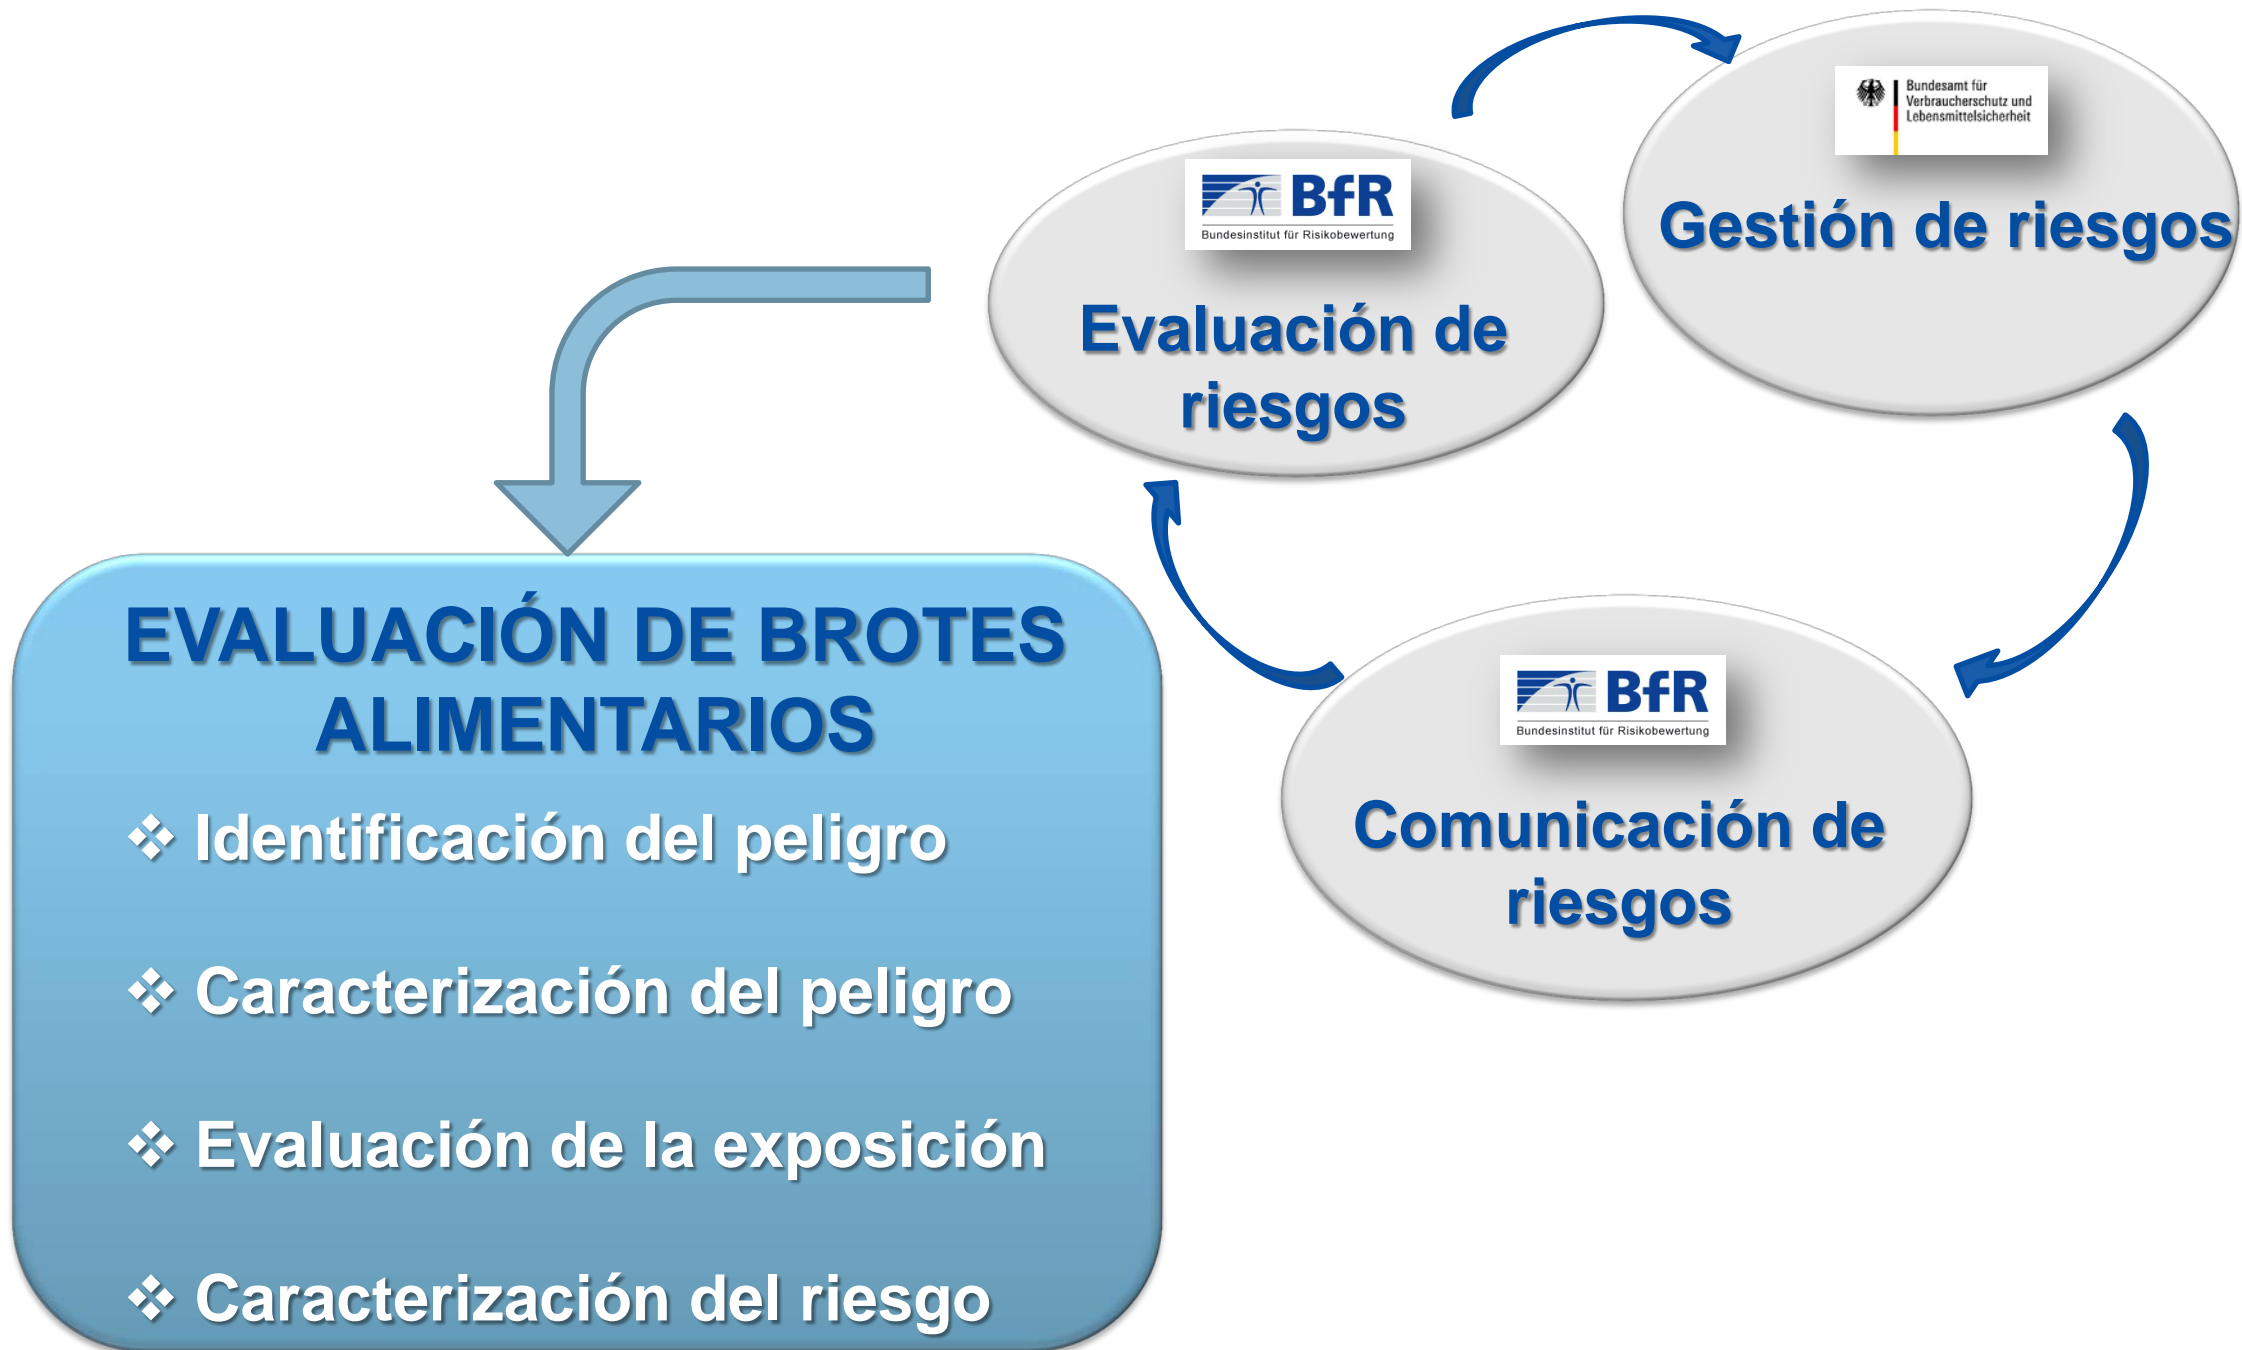 Bundesamt für
Verbraucherschutz und
Lebensmittelsicherheit
Gestión de riesgos
BfR
Bundesinstitut für Risikobewertung
Evaluación de
riesgos
BfR
Bundesinstitut für Risikobewertung
Comunicación de
riesgos
EVALUACIÓN DE BROTES
ALIMENTARIOS
❖ Identificación del peligro
❖ Caracterización del peligro
❖ Evaluación de la exposición
❖ Caracterización del riesgo